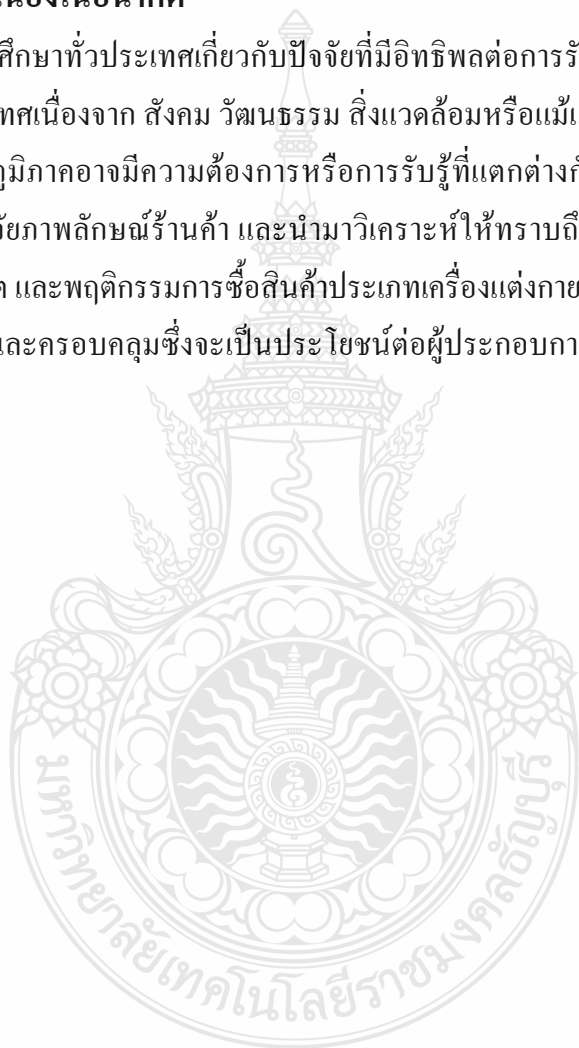 ศึกษาทั่วประเทศเกี่ยวกับปัจจัยที่มีอิทธิพลต่อการรั
ทศเนื่องจาก สังคม วัฒนธรรม สิ่งแวดล้อมหรือแม้
ภูมิภาคอาจมีความต้องการหรือการรับรู้ที่แตกต่างกั
จัยภาพลักษณ์ร้านค้า และนำมาวิเคราะห์ให้ทราบถึ
และพฤติกรรมการซื้อสินค้าประเภทเครื่องแต่งกาย
และครอบคลุมซึ่งจะเป็นประโยชน์ต่อผู้ประกอบกา
มหาวิทยาลัยเทคโนโลยีราชมงคลธัญบุรี